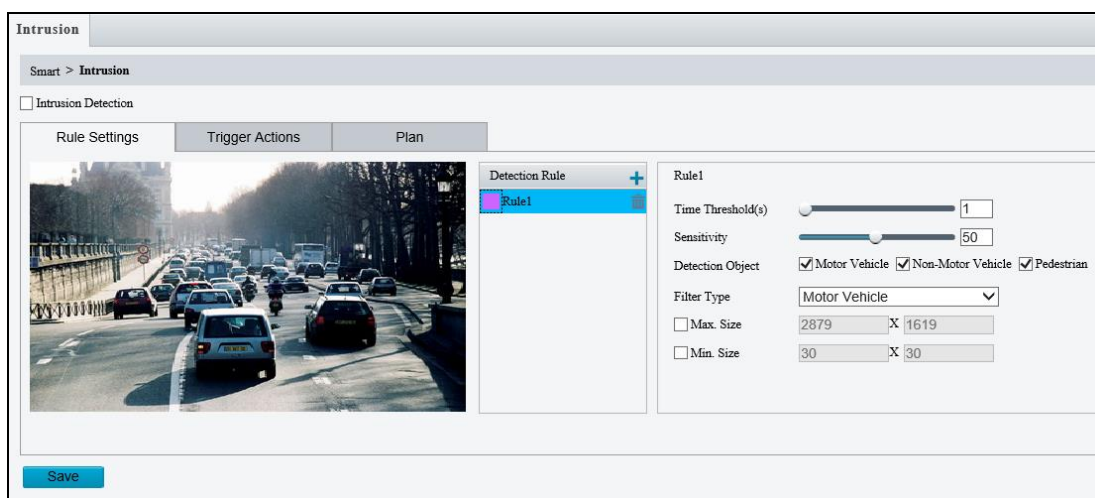 Intrusion
Smart > Intrusion
Intrusion Detection
Rule Settings
Trigger Actions
Plan
Detection Rule
Rule1
Rule1
Time Threshold(s)
1
Sensitivity
50
Detection Object
Motor Vehicle Non-Motor Vehicle Pedestrian
Filter Type
Motor Vehicle
Max. Size
2879 X 1619
Min. Size
30 X 30
Save